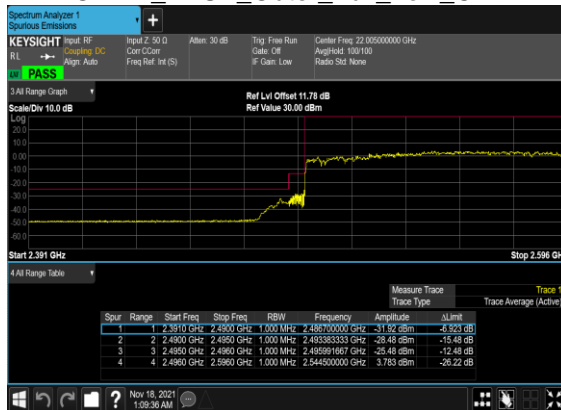 Spectrum Analyzer 1
Spurious Emissions
+
KEYSIGHT Input: RF Input Z: 50 Ω Atten: 30 dB Trig: Free Run Center Freq: 22.005000000 GHz
RL Coupling: DC Corr CCorr Gate: Off Avg|Hold: 100/100
Align: Auto Freq Ref: Int (S) IF Gain: Low Radio Std: None
PASS
3 All Range Graph
Ref Lvl Offset 11.78 dB
Scale/Div 10.0 dB Ref Value 30.00 dBm
Log
20.0
10.0
0.00
-10.0
-20.0
-30.0
-40.0
-50.0
-60.0
Start 2.391 GHz Stop 2.596 GH
4 All Range Table
Measure Trace Trace 1
Trace Type Trace Average (Active)
Spur Range Start Freq Stop Freq RBW Frequency Amplitude ΔLimit
1 1 2.3910 GHz 2.4900 GHz 1.000 MHz 2.486700000 GHz -31.92 dBm -6.923 dB
2 2 2.4900 GHz 2.4950 GHz 1.000 MHz 2.493383333 GHz -28.48 dBm -15.48 dB
3 3 2.4950 GHz 2.4960 GHz 1.000 MHz 2.495991667 GHz -25.48 dBm -12.48 dB
4 4 2.4960 GHz 2.5960 GHz 1.000 MHz 2.544500000 GHz 3.783 dBm -26.22 dB
? Nov 18, 2021
1:09:36 AM